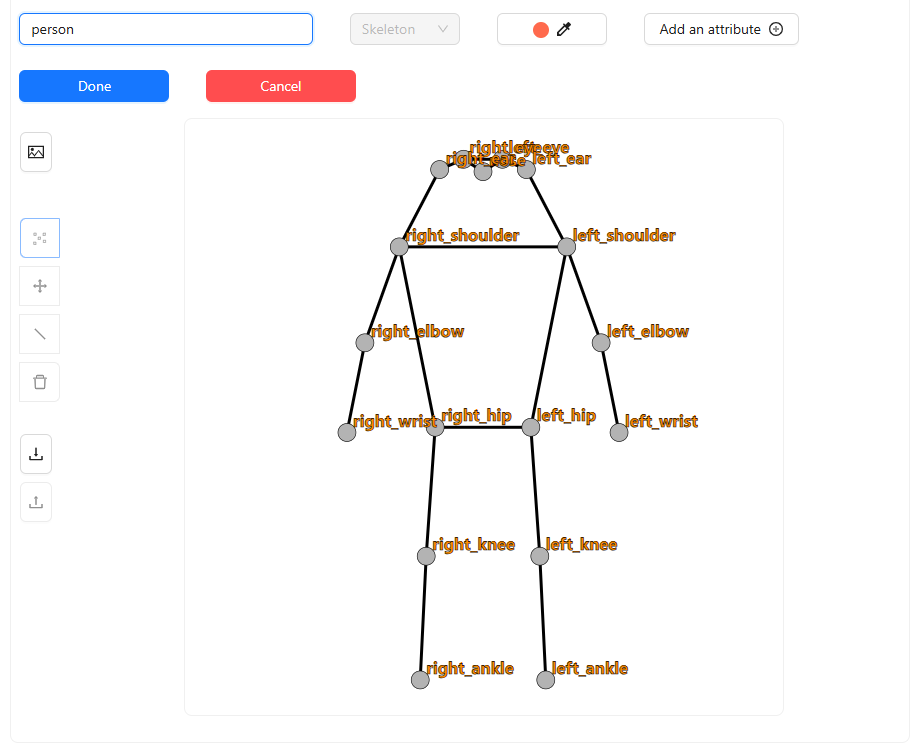 person
Skeleton
Add an attribute
Done
Cancel
right_ear
left_ear
right_shoulder
left_shoulder
right_elbow
left_elbow
right_wrist
right_hip
left_hip
left_wrist
right_knee
left_knee
right_ankle
left_ankle